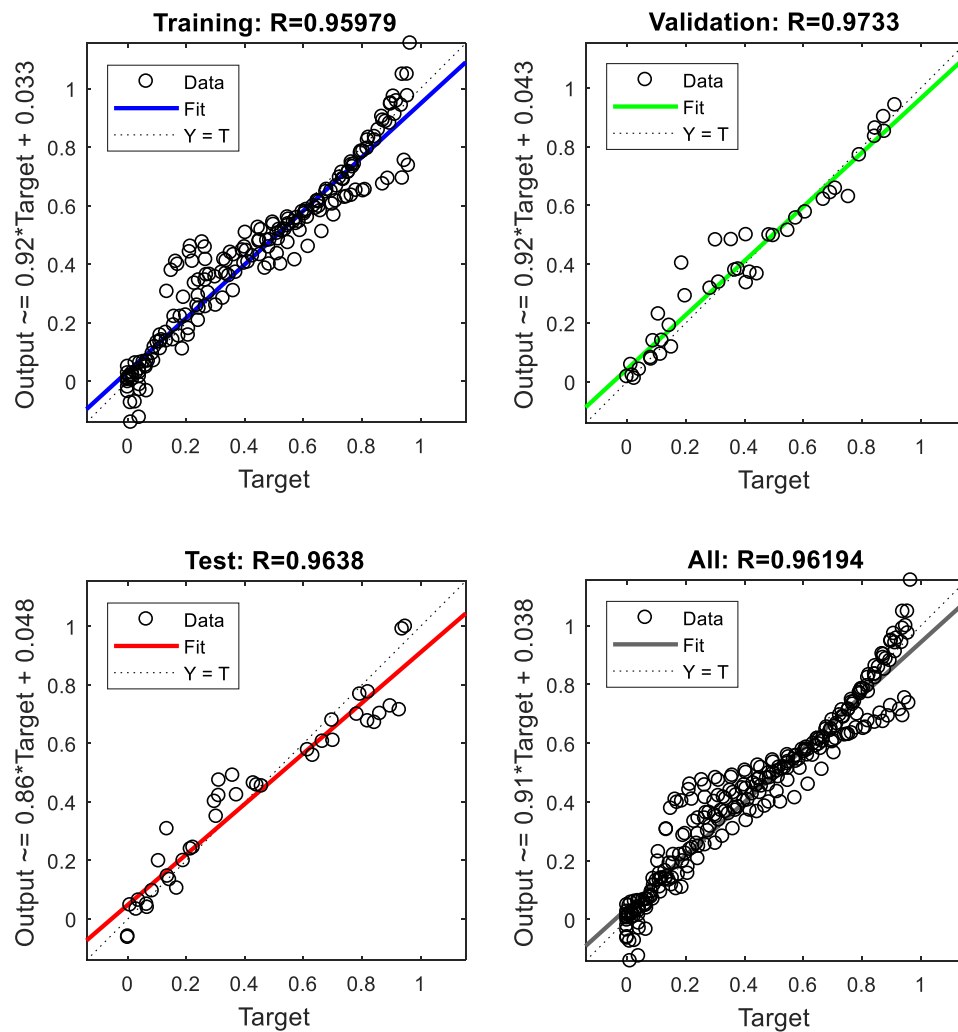 Training: R=0.95979
Output ~= 0.92*Target + 0.033
1
0.8
0.6
0.4
0.2
0
Data
Fit
Y = T
0
0.2
0.4
0.6
0.8
1
Target
Validation: R=0.9733
Output ~= 0.92*Target + 0.043
1
0.8
0.6
0.4
0.2
0
Data
Fit
Y = T
0
0.2
0.4
0.6
0.8
1
Target
Test: R=0.9638
Output ~= 0.86*Target + 0.048
1
0.8
0.6
0.4
0.2
0
Data
Fit
Y = T
0
0.2
0.4
0.6
0.8
1
Target
All: R=0.96194
Output ~= 0.91*Target + 0.038
1
0.8
0.6
0.4
0.2
0
Data
Fit
Y = T
0
0.2
0.4
0.6
0.8
1
Target